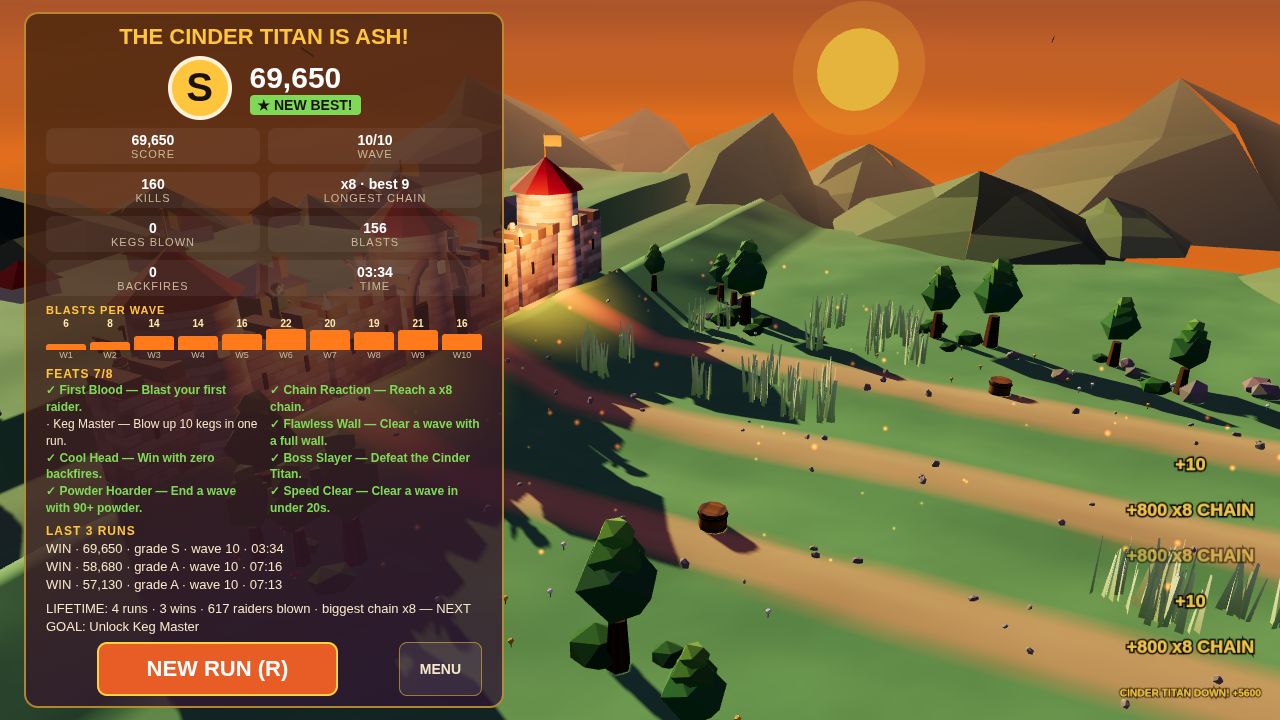 THE CINDER TITAN IS ASH!
S
69,650
★ NEW BEST!
69,650
SCORE
10/10
WAVE
160
KILLS
x8 · best 9
LONGEST CHAIN
0
KEGS BLOWN
156
BLASTS
0
BACKFIRES
03:34
TIME
BLASTS PER WAVE
6 8 14 14 16 22 20 19 21 16
W1 W2 W3 W4 W5 W6 W7 W8 W9 W10
FEATS 7/8
✓ First Blood — Blast your first
raider.
✓ Chain Reaction — Reach a x8
chain.
· Keg Master — Blow up 10 kegs in one
run.
✓ Flawless Wall — Clear a wave with
a full wall.
✓ Cool Head — Win with zero
backfires.
✓ Boss Slayer — Defeat the Cinder
Titan.
✓ Powder Hoarder — End a wave
with 90+ powder.
✓ Speed Clear — Clear a wave in
under 20s.
LAST 3 RUNS
WIN · 69,650 · grade S · wave 10 · 03:34
WIN · 58,680 · grade A · wave 10 · 07:16
WIN · 57,130 · grade A · wave 10 · 07:13
LIFETIME: 4 runs · 3 wins · 617 raiders blown · biggest chain x8 — NEXT
GOAL: Unlock Keg Master
NEW RUN (R)
MENU
+10
+800 x8 CHAIN
+800 x8 CHAIN
+10
+800 x8 CHAIN
CINDER TITAN DOWN! +5600